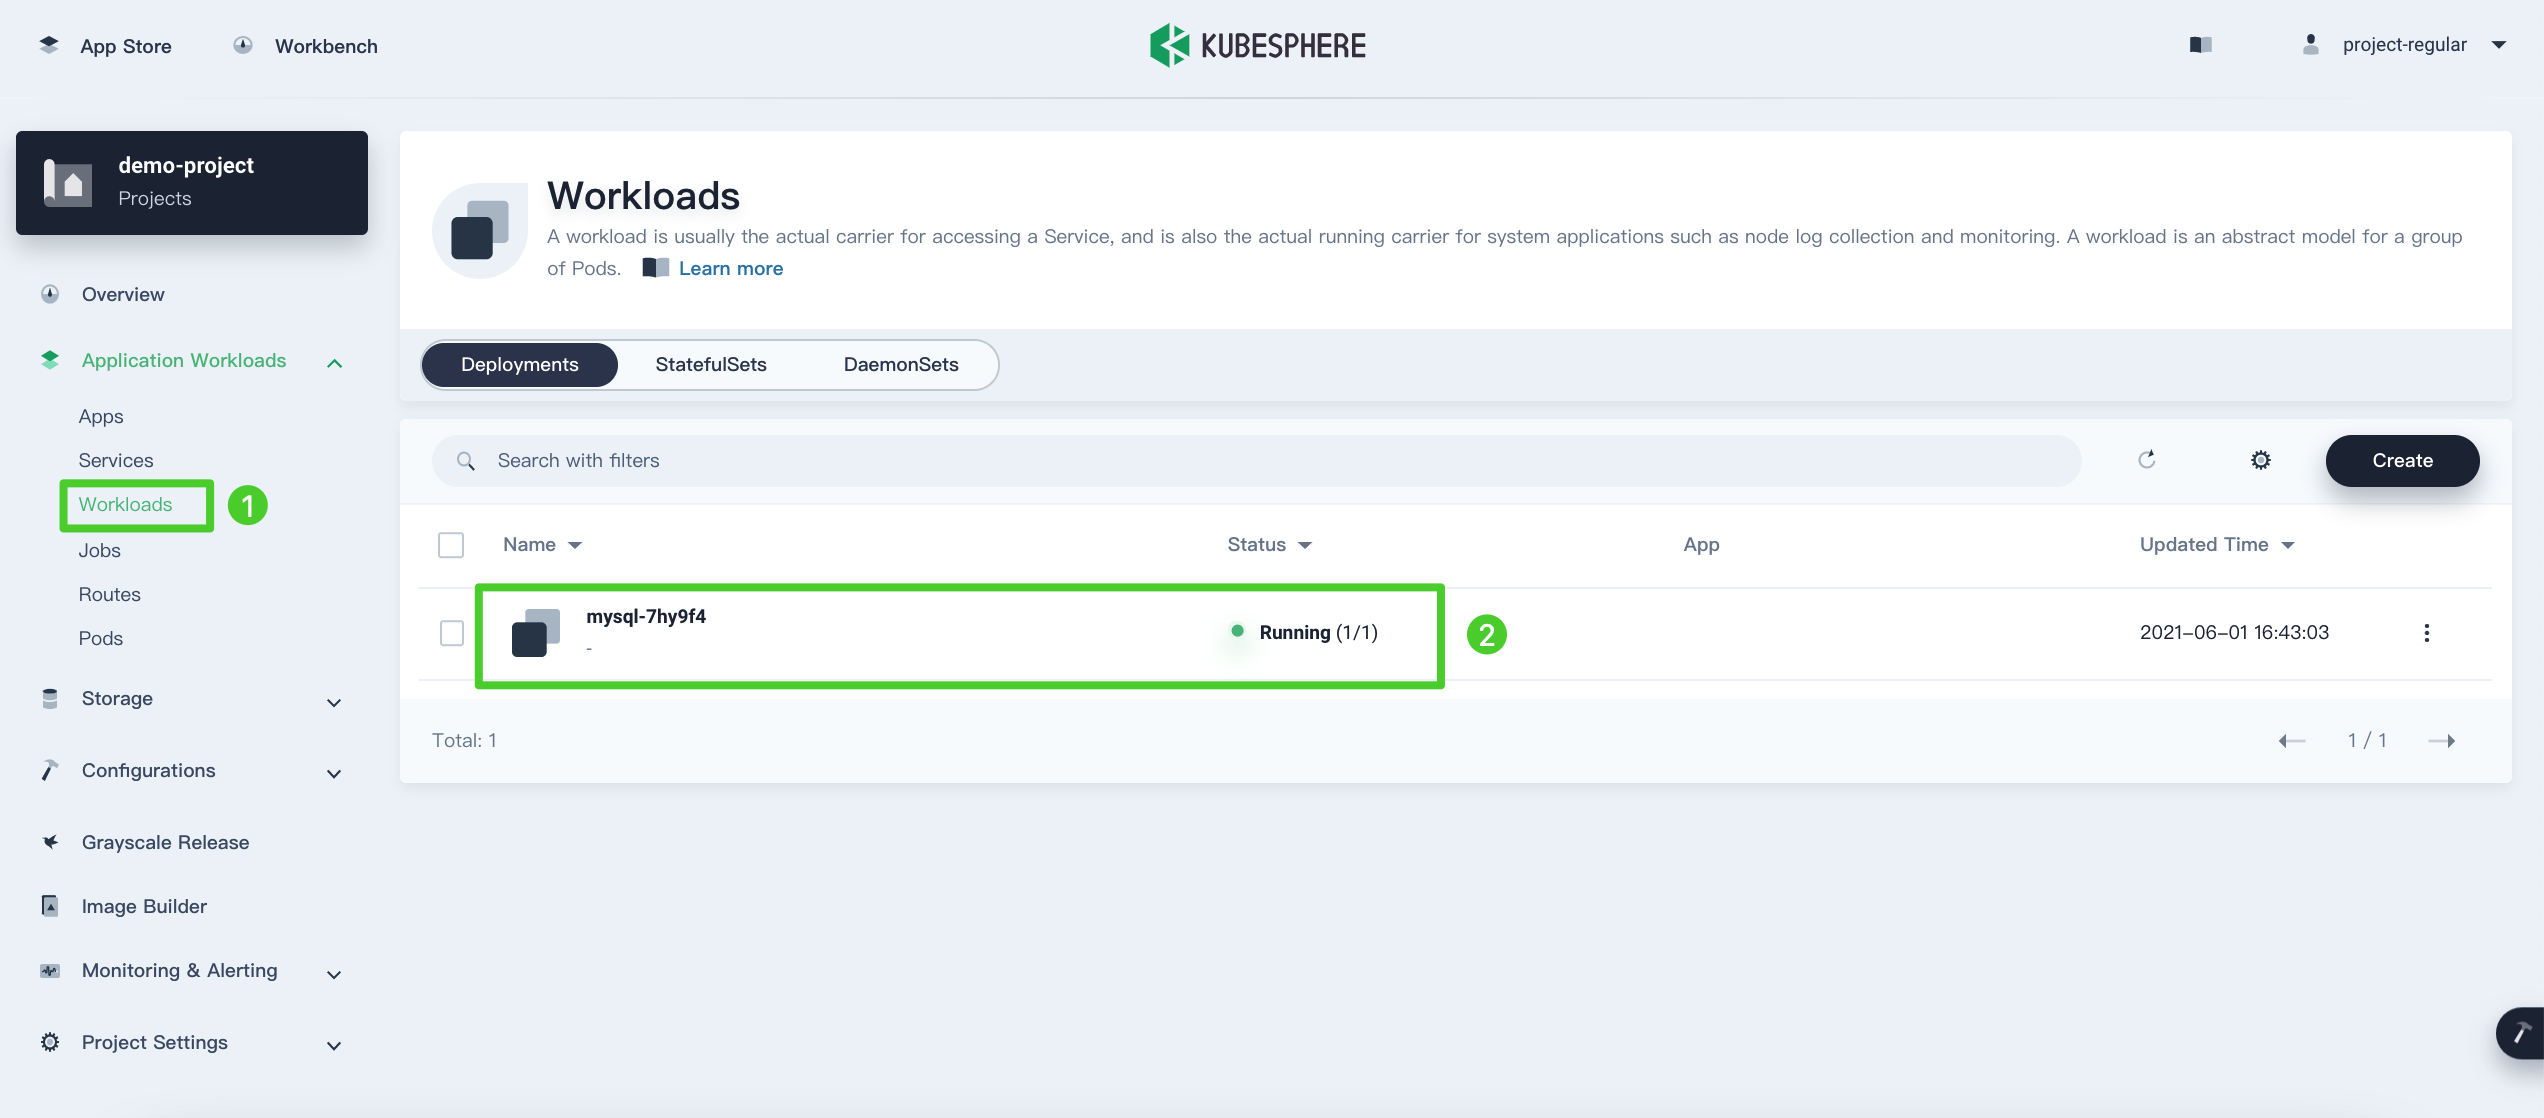 App Store
Workbench
KUBESPHERE
project-regular
demo-project
Projects
Overview
Application Workloads
Apps
Services
Workloads
1
Jobs
Routes
Pods
Storage
Configurations
Grayscale Release
Image Builder
Monitoring & Alerting
Project Settings
Workloads
A workload is usually the actual carrier for accessing a Service, and is also the actual running carrier for system applications such as node log collection and monitoring. A workload is an abstract model for a group
of Pods. Learn more
Deployments StatefulSets DaemonSets
Search with filters
Create
Name Status App Updated Time
mysql-7hy9f4
-
Running (1/1)
2
2021-06-01 16:43:03
Total: 1
1 / 1